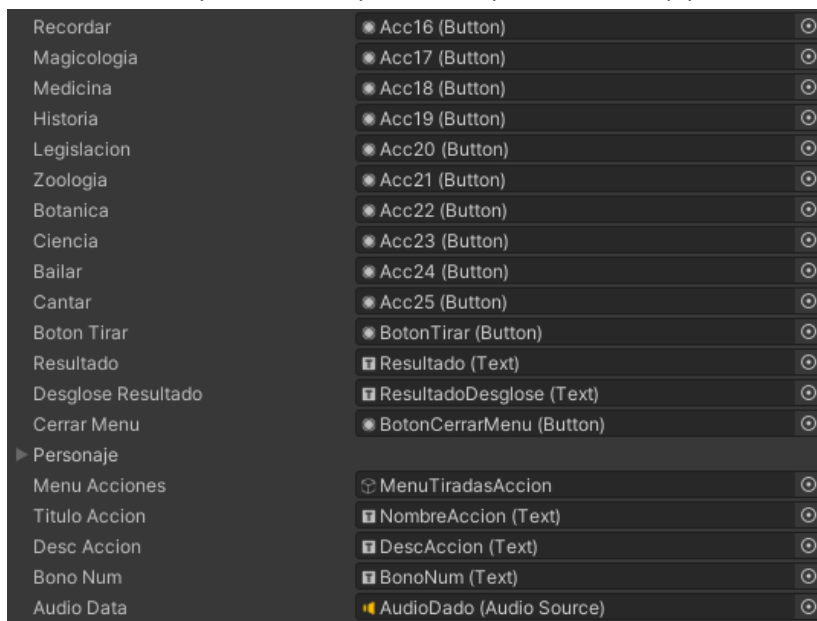 Recordar Acc16 (Button)
Magicologia Acc17 (Button)
Medicina Acc18 (Button)
Historia Acc19 (Button)
Legislacion Acc20 (Button)
Zoologia Acc21 (Button)
Botanica Acc22 (Button)
Ciencia Acc23 (Button)
Bailar Acc24 (Button)
Cantar Acc25 (Button)
Boton Tirar BotonTirar (Button)
Resultado Resultado (Text)
Desglose Resultado ResultadoDesglose (Text)
Cerrar Menu BotonCerrarMenu (Button)
Personaje
Menu Acciones MenuTiradasAccion
Titulo Accion NombreAccion (Text)
Desc Accion DescAccion (Text)
Bono Num BonoNum (Text)
Audio Data AudioDado (Audio Source)